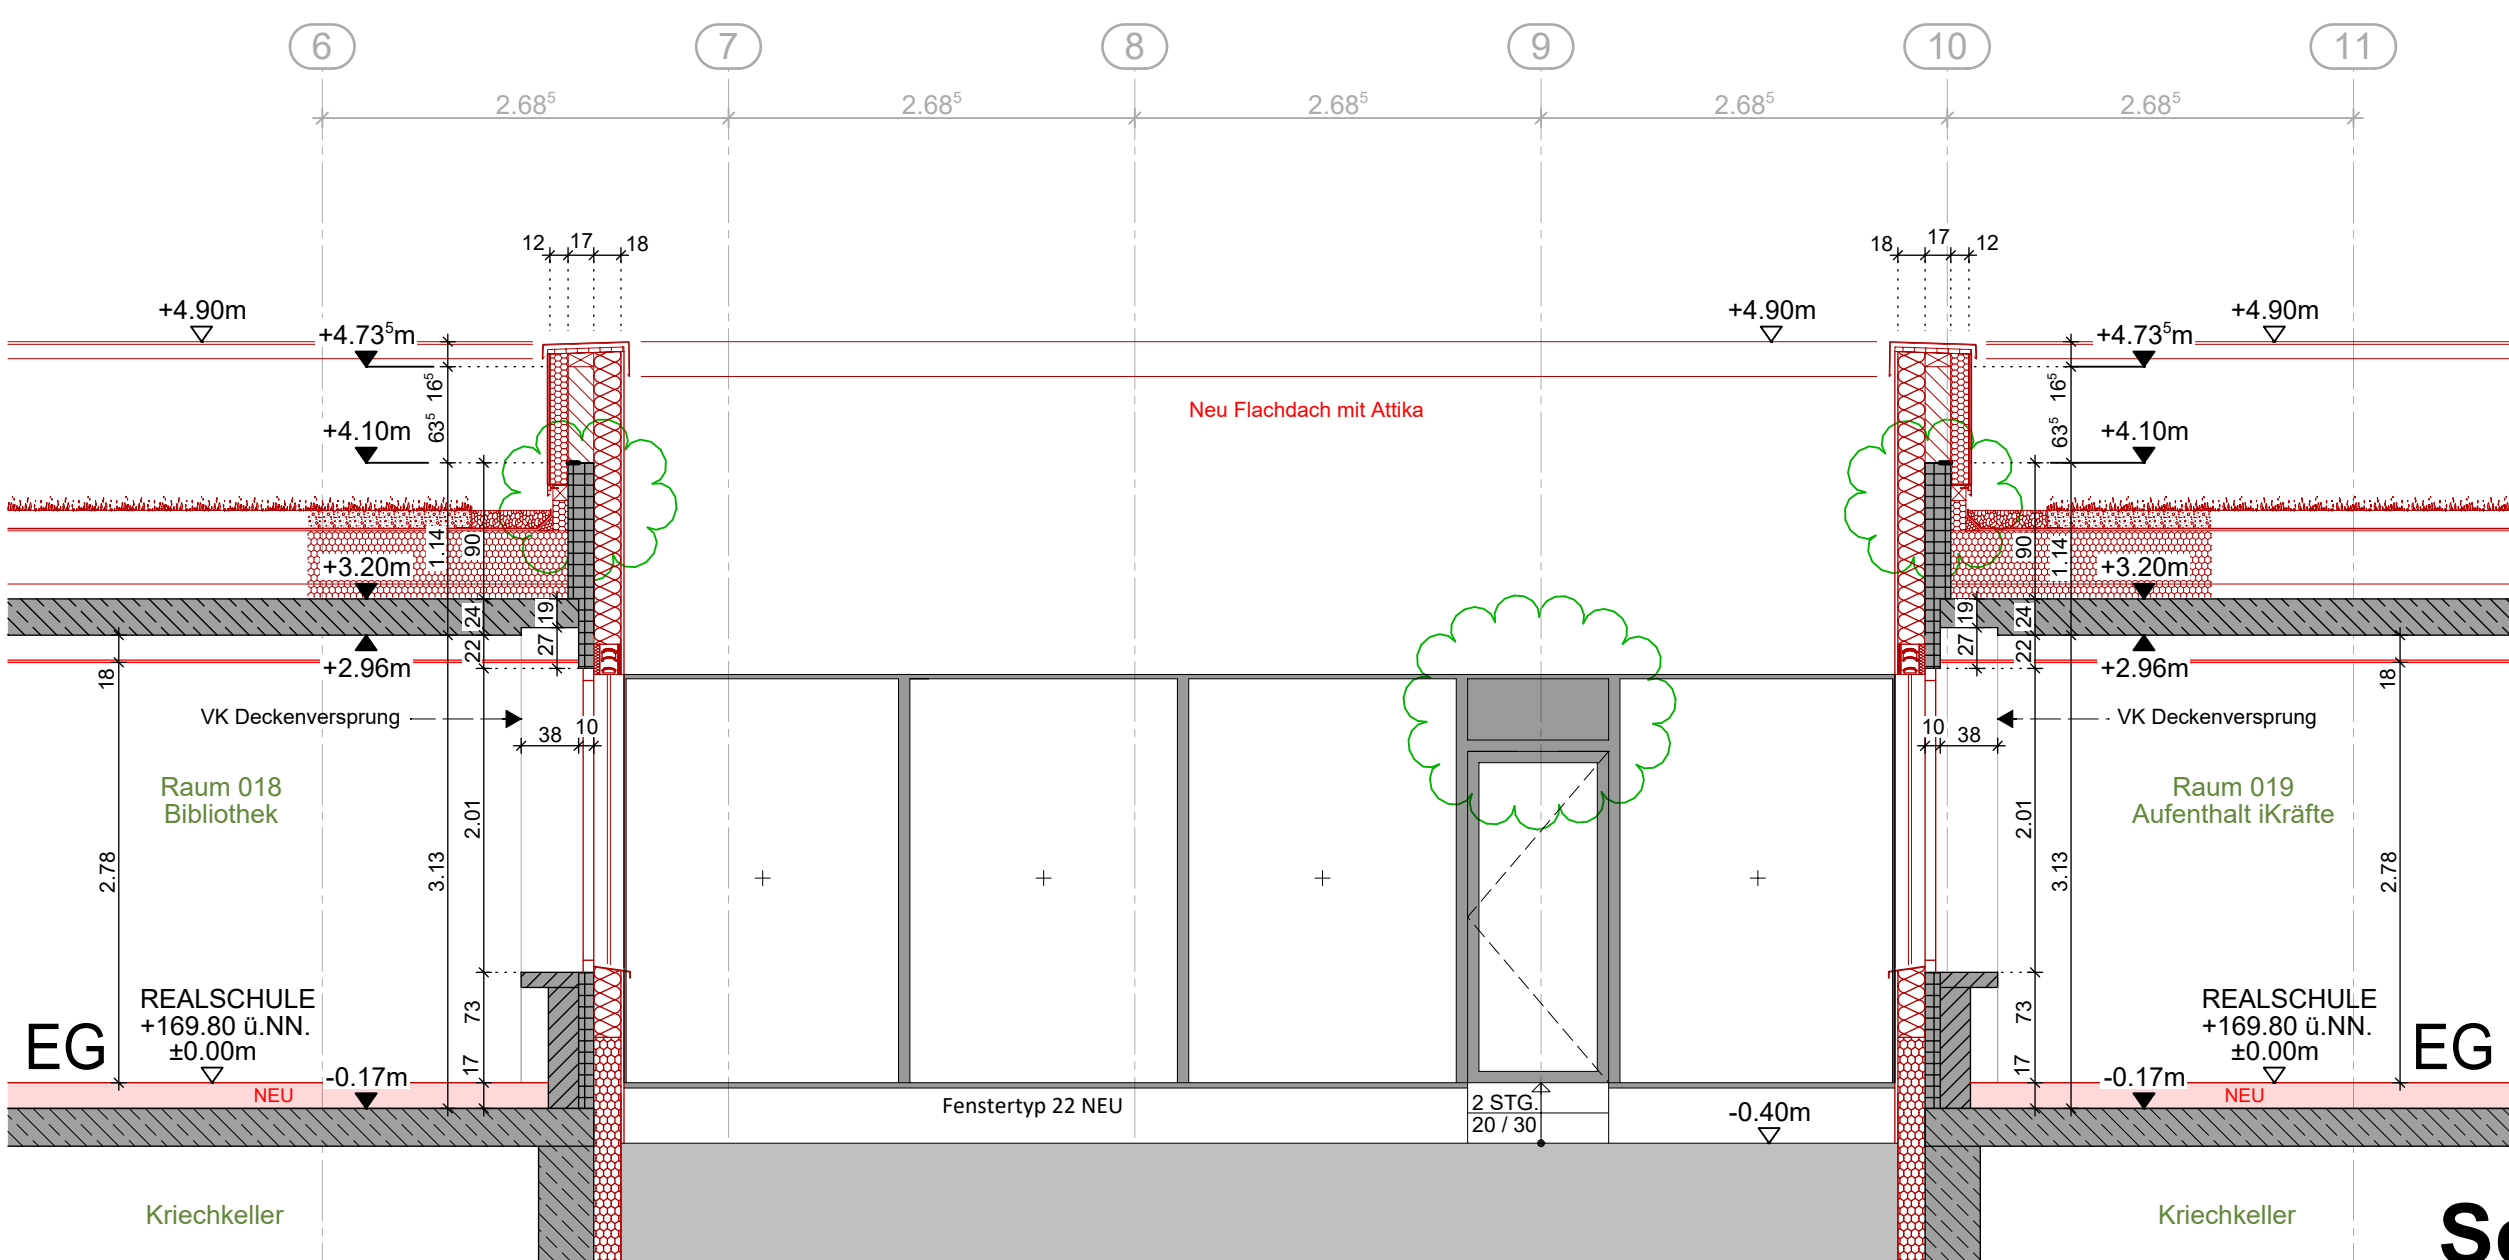 6 7 8 9 10 11
2.68⁵ 2.68⁵ 2.68⁵ 2.68⁵ 2.68⁵
12 17 18 18 17 12
+4.90m +4.90m +4.90m
+4.73⁵m +4.73⁵m
16⁵ 16⁵
Neu Flachdach mit Attika
63⁵ 63⁵
+4.10m +4.10m
1.14 90 90 1.14
+3.20m +3.20m
24 19 19 24
22 27 27 22
+2.96m +2.96m
18 18
VK Deckenversprung VK Deckenversprung
38 10 10 38
Raum 018
Bibliothek
Raum 019
Aufenthalt iKräfte
2.01 2.01
2.78 3.13 3.13 2.78
REALSCHULE
+169.80 ü.NN.
±0.00m
REALSCHULE
+169.80 ü.NN.
±0.00m
73 73
EG EG
17 17
-0.17m -0.17m
NEU NEU
Fenstertyp 22 NEU
2 STG.
20 / 30
-0.40m
Kriechkeller Kriechkeller